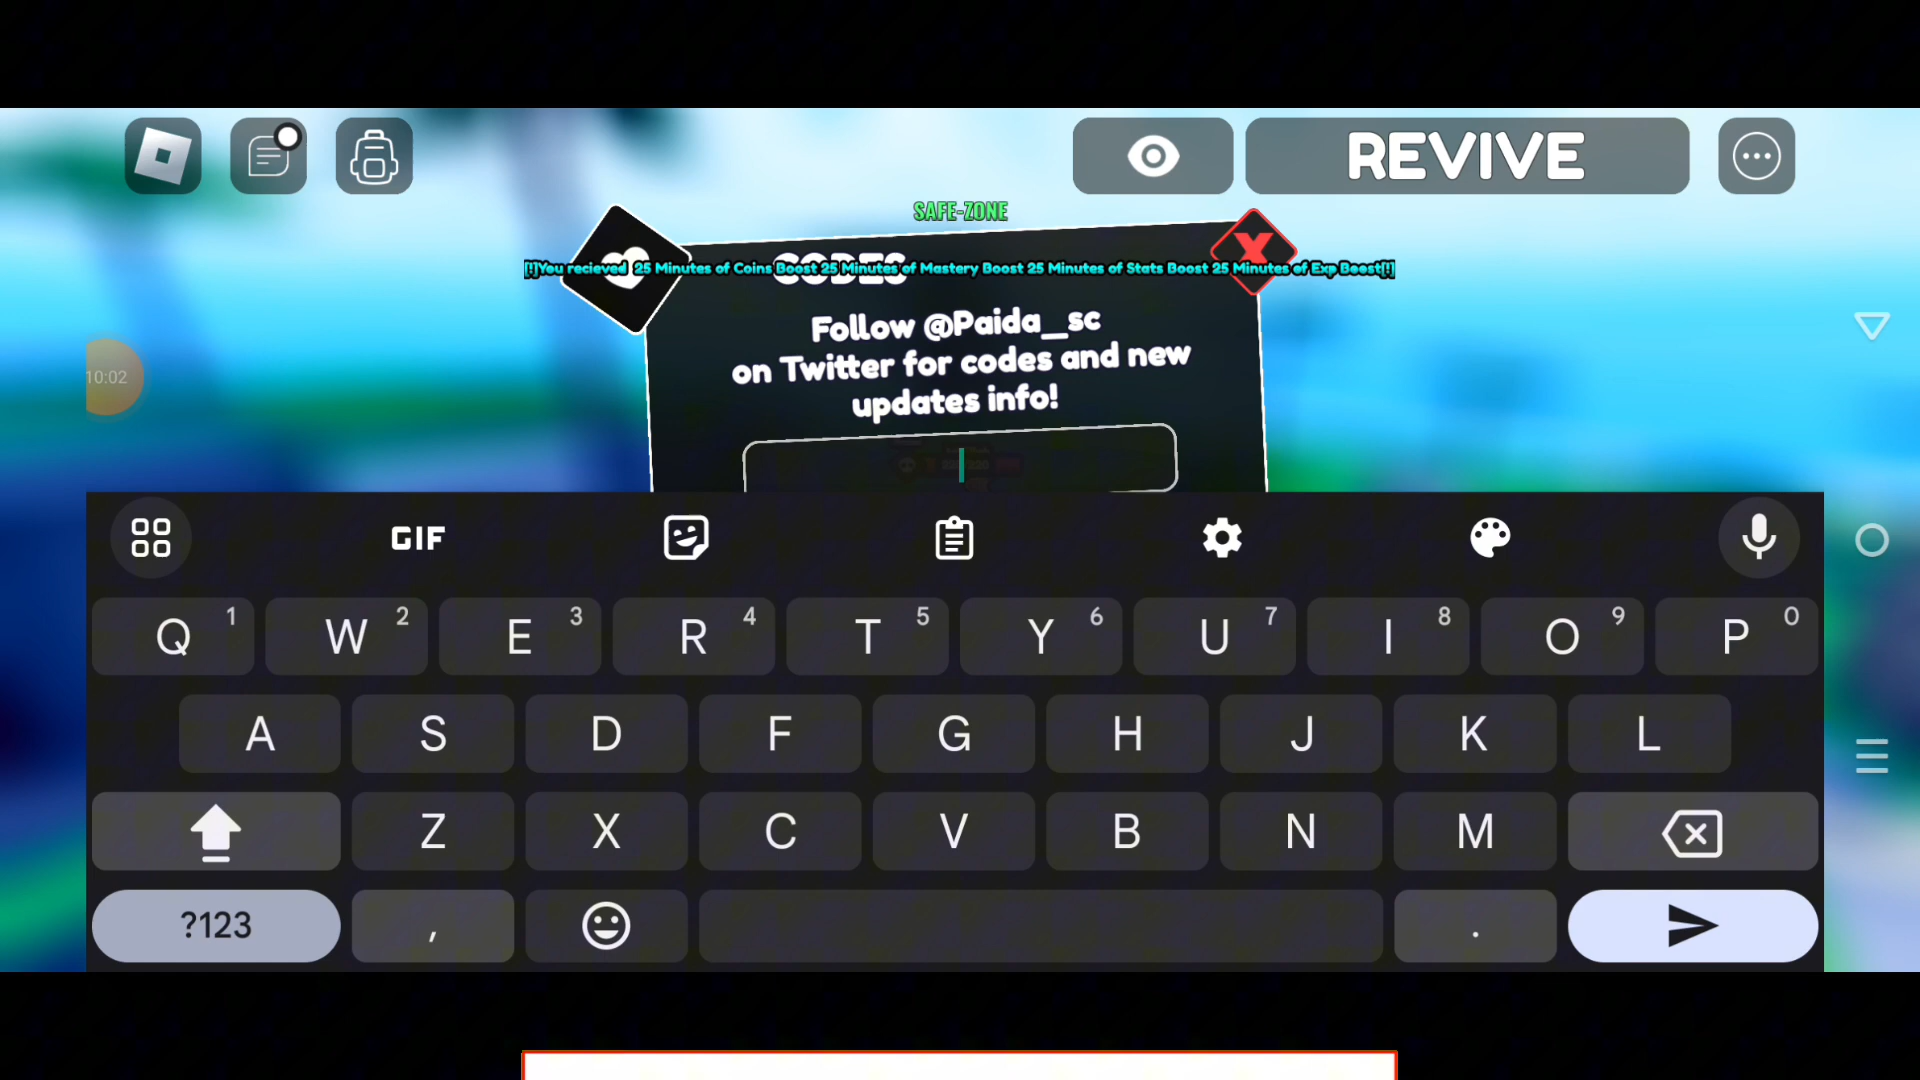 REVIVE
SAFE-ZONE
CODES
[!]You recieved 25 Minutes of Coins Boost 25 Minutes of Mastery Boost 25 Minutes of Stats Boost 25 Minutes of Exp Boost[!]
X
Follow @Paida_sc
on Twitter for codes and new
updates info!
10:02
GIF
Q 1 W 2 E 3 R 4 T 5 Y 6 U 7 I 8 O 9 P 0
A S D F G H J K L
Z X C V B N M
?123 , .